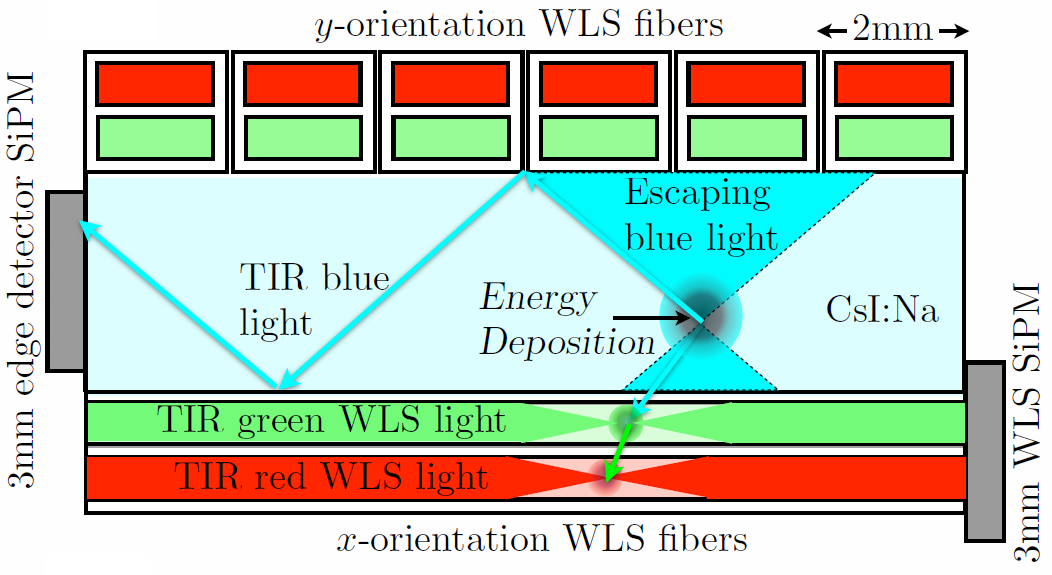 y-orientation WLS fibers
2mm
3mm edge detector SiPM
Escaping
blue light
TIR blue
light
Energy
Deposition
CsI:Na
TIR green WLS light
TIR red WLS light
3mm WLS SiPM
x-orientation WLS fibers